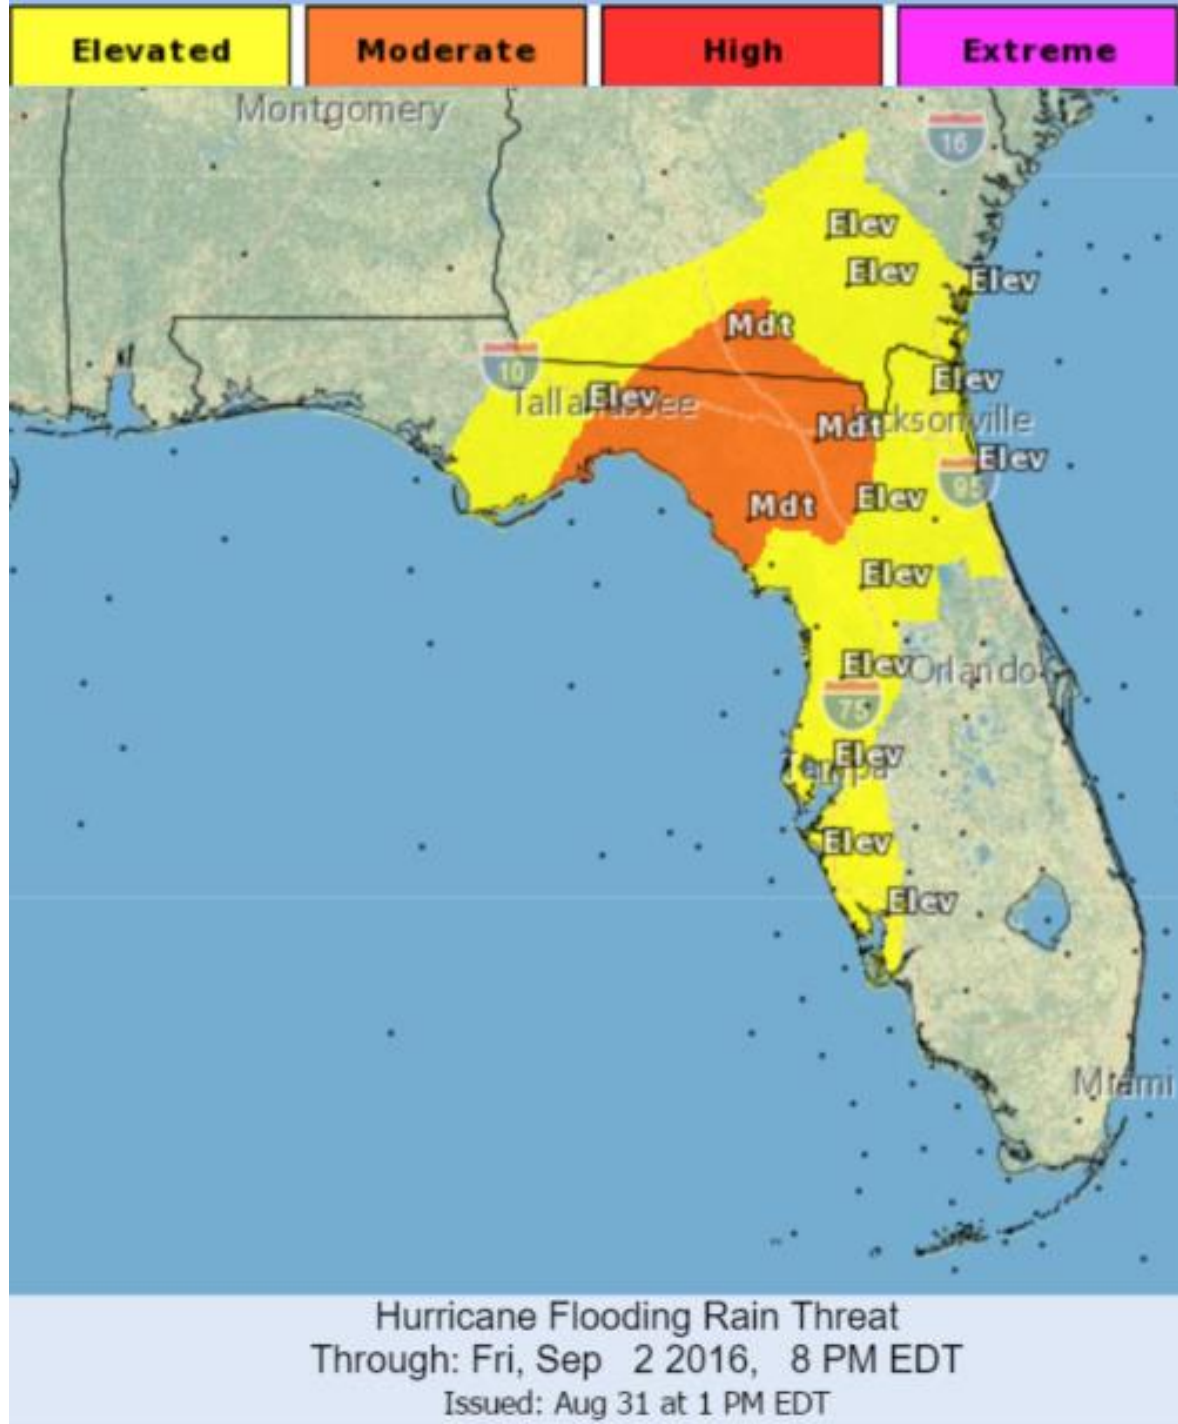 Elevated Moderate High Extreme
Montgomery
16
Elev
Elev
Elev
Mdt
10
Elev
Elev
Tallahassee
Mdt
Jacksonville
Elev
95
Elev
Mdt
Elev
Elev
Orlando
75
Elev
Tampa
Elev
Elev
Miami
Hurricane Flooding Rain Threat
Through: Fri, Sep 2 2016, 8 PM EDT
Issued: Aug 31 at 1 PM EDT